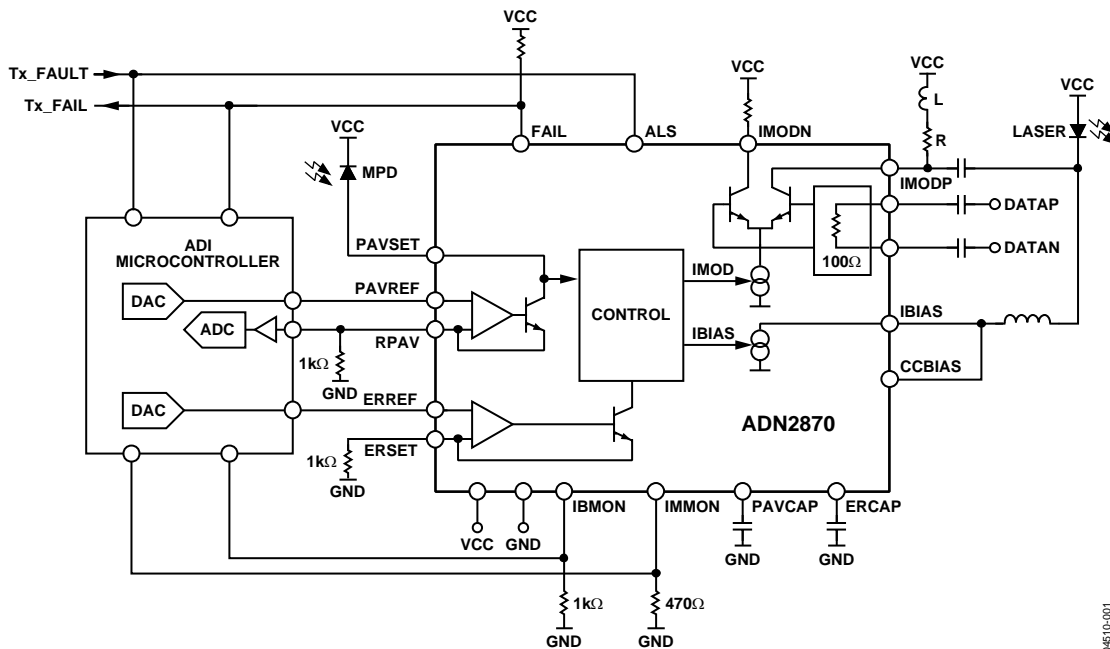 VCC
Tx_FAULT
Tx_FAIL
VCC
VCC
VCC
L
R
LASER
VCC
FAIL
ALS
IMODN
MPD
IMODP
DATAP
DATAN
100Ω
ADI
MICROCONTROLLER
PAVSET
IMOD
DAC
PAVREF
CONTROL
ADC
RPAV
IBIAS
IBIAS
1kΩ
GND
CCBIAS
DAC
ERREF
ADN2870
ERSET
1kΩ
GND
IBMON
IMMON
PAVCAP
ERCAP
VCC
GND
GND
GND
1kΩ
470Ω
GND
GND
04510-001